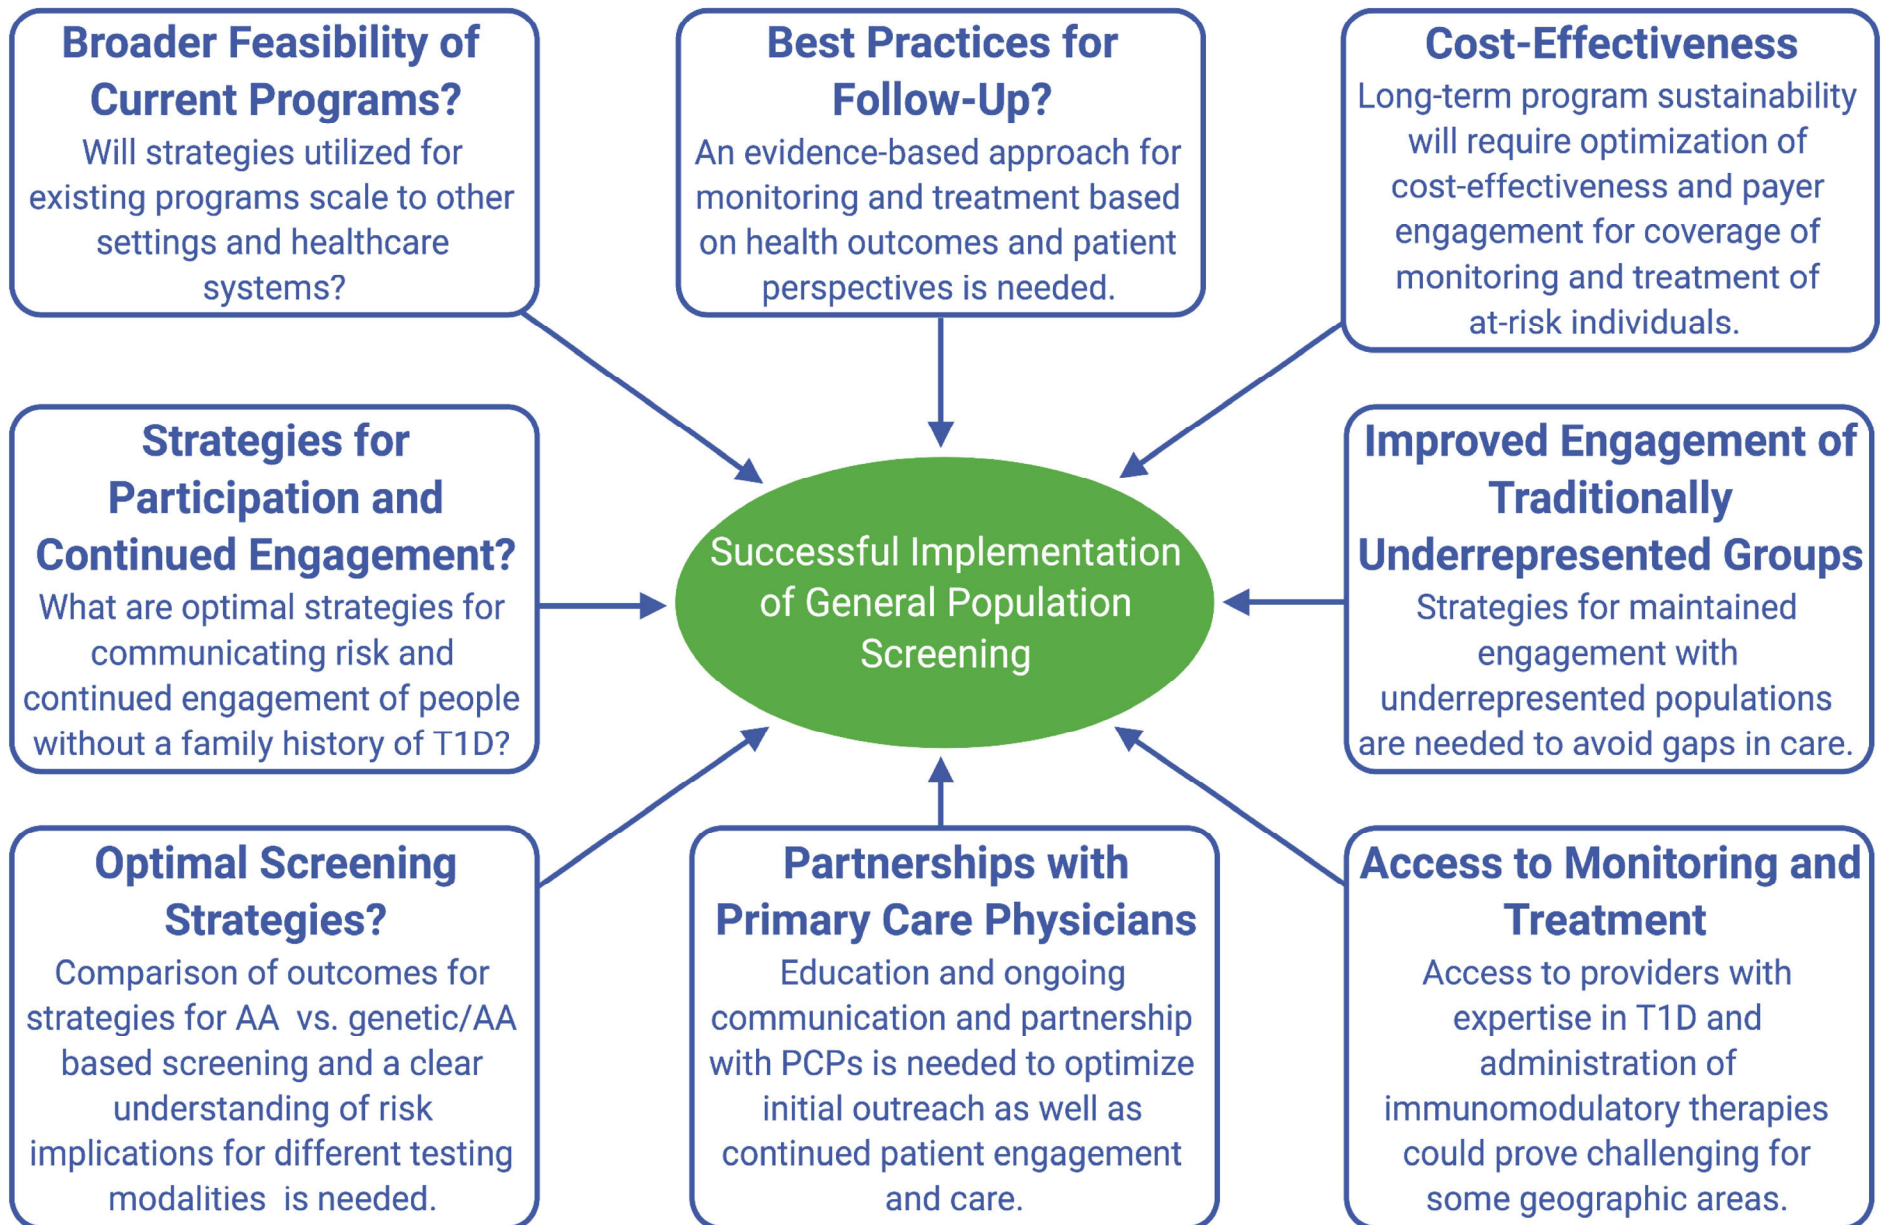 Broader Feasibility of
Current Programs?
Will strategies utilized for
existing programs scale to other
settings and healthcare
systems?
Best Practices for
Follow-Up?
An evidence-based approach for
monitoring and treatment based
on health outcomes and patient
perspectives is needed.
Cost-Effectiveness
Long-term program sustainability
will require optimization of
cost-effectiveness and payer
engagement for coverage of
monitoring and treatment of
at-risk individuals.
Strategies for
Participation and
Continued Engagement?
What are optimal strategies for
communicating risk and
continued engagement of people
without a family history of T1D?
Successful Implementation
of General Population
Screening
Improved Engagement of
Traditionally
Underrepresented Groups
Strategies for maintained
engagement with
underrepresented populations
are needed to avoid gaps in care.
Optimal Screening
Strategies?
Comparison of outcomes for
strategies for AA vs. genetic/AA
based screening and a clear
understanding of risk
implications for different testing
modalities is needed.
Partnerships with
Primary Care Physicians
Education and ongoing
communication and partnership
with PCPs is needed to optimize
initial outreach as well as
continued patient engagement
and care.
Access to Monitoring and
Treatment
Access to providers with
expertise in T1D and
administration of
immunomodulatory therapies
could prove challenging for
some geographic areas.